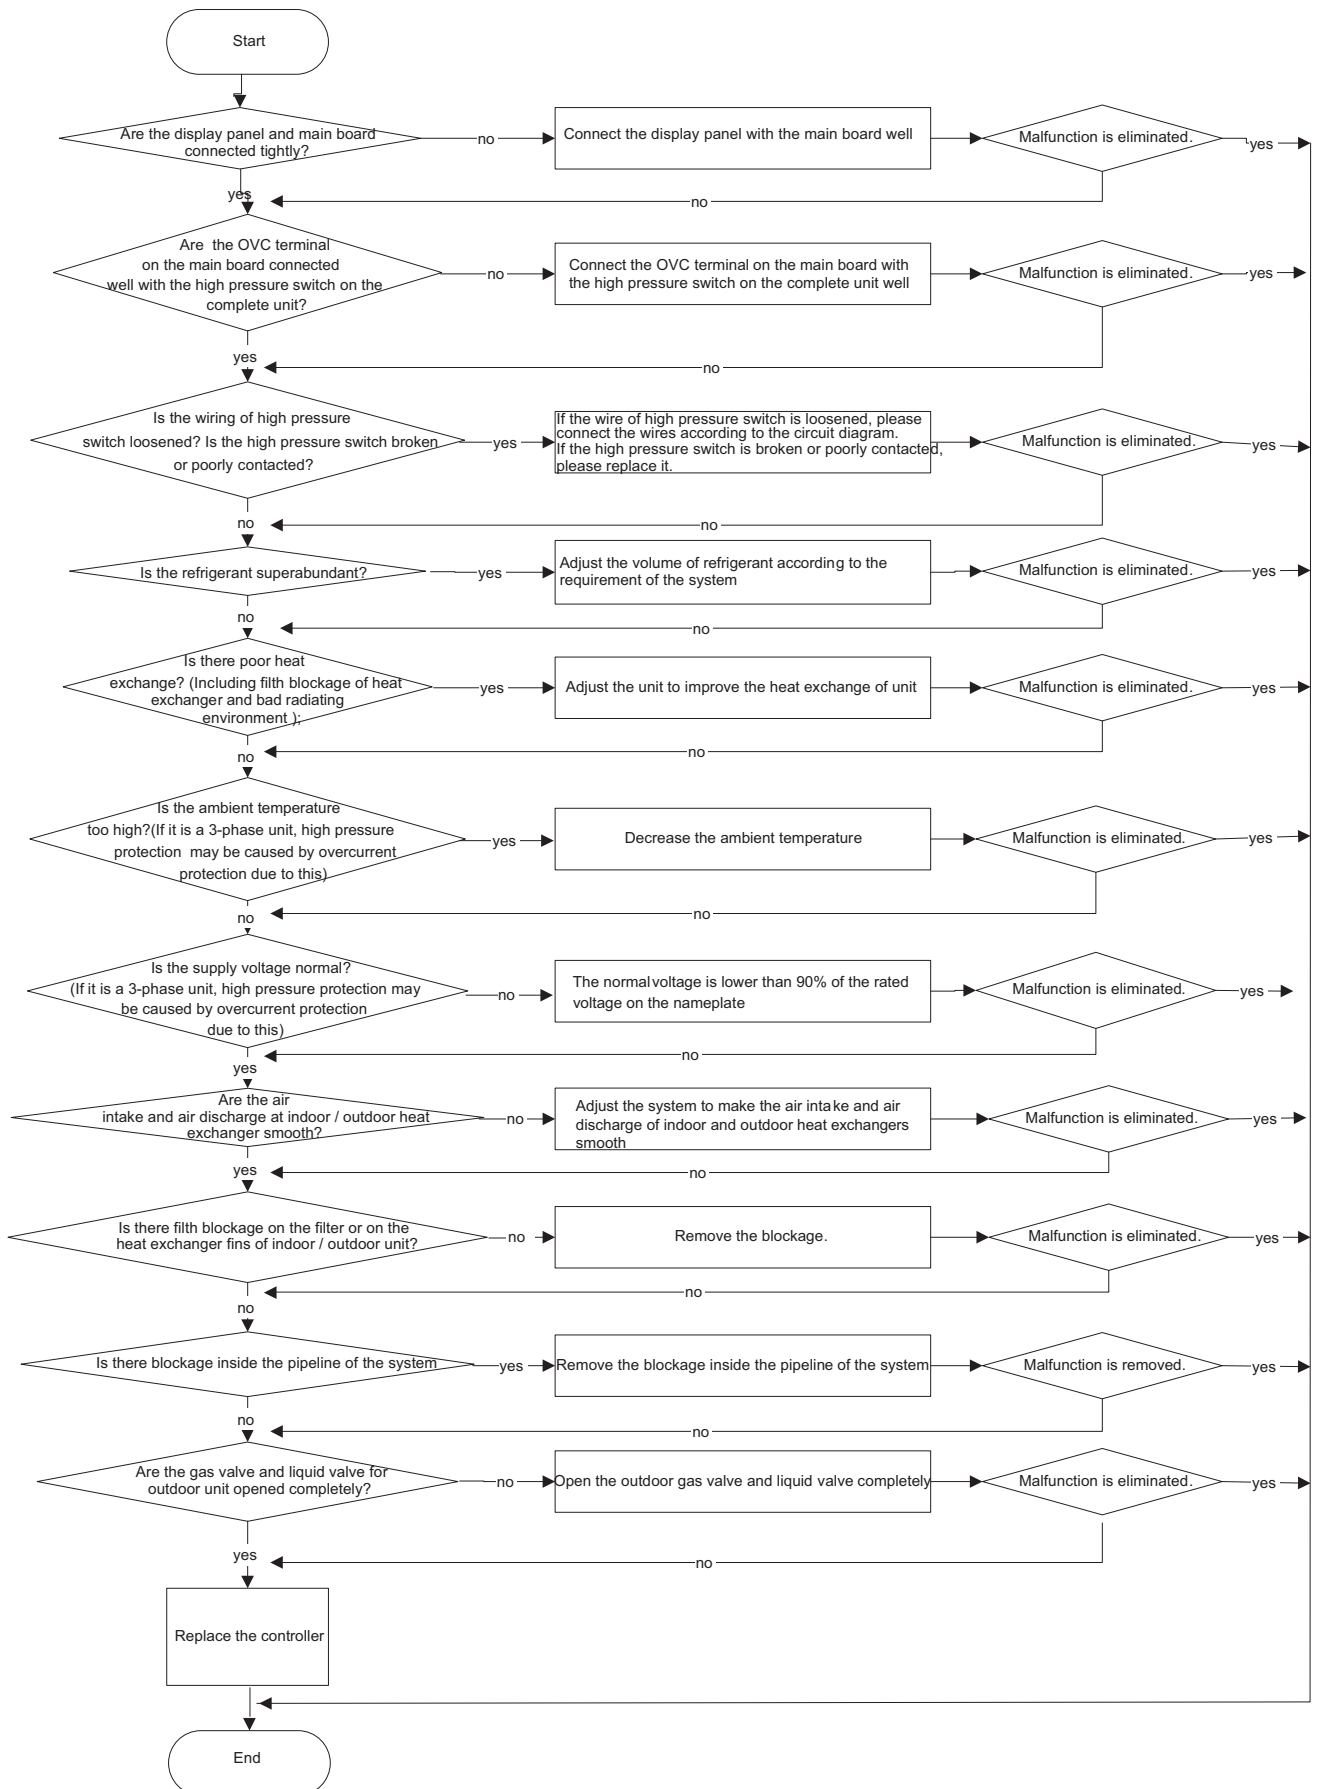 Start
Are the display panel and main board
connected tightly?
no
Connect the display panel with the main board well
Malfunction is eliminated.
yes
yes
no
Are the OVC terminal
on the main board connected
well with the high pressure switch on the
complete unit?
no
Connect the OVC terminal on the main board with
the high pressure switch on the complete unit well
Malfunction is eliminated.
yes
yes
no
Is the wiring of high pressure
switch loosened? Is the high pressure switch broken
or poorly contacted?
yes
If the wire of high pressure switch is loosened, please
connect the wires according to the circuit diagram.
If the high pressure switch is broken or poorly contacted,
please replace it.
Malfunction is eliminated.
yes
no
no
Is the refrigerant superabundant?
yes
Adjust the volume of refrigerant according to the
requirement of the system
Malfunction is eliminated.
yes
no
no
Is there poor heat
exchange? (Including filth blockage of heat
exchanger and bad radiating
environment );
yes
Adjust the unit to improve the heat exchange of unit
Malfunction is eliminated.
yes
no
no
Is the ambient temperature
too high?(If it is a 3-phase unit, high pressure
protection may be caused by overcurrent
protection due to this)
yes
Decrease the ambient temperature
Malfunction is eliminated.
yes
no
no
Is the supply voltage normal?
(If it is a 3-phase unit, high pressure protection may
be caused by overcurrent protection
due to this)
no
The normal voltage is lower than 90% of the rated
voltage on the nameplate
Malfunction is eliminated.
yes
no
yes
Are the air
intake and air discharge at indoor / outdoor heat
exchanger smooth?
no
Adjust the system to make the air intake and air
discharge of indoor and outdoor heat exchangers
smooth
Malfunction is eliminated.
yes
yes
no
Is there filth blockage on the filter or on the
heat exchanger fins of indoor / outdoor unit?
no
Remove the blockage.
Malfunction is eliminated.
yes
no
no
Is there blockage inside the pipeline of the system
yes
Remove the blockage inside the pipeline of the system
Malfunction is removed.
yes
no
no
Are the gas valve and liquid valve for
outdoor unit opened completely?
no
Open the outdoor gas valve and liquid valve completely
Malfunction is eliminated.
yes
yes
no
Replace the controller
End